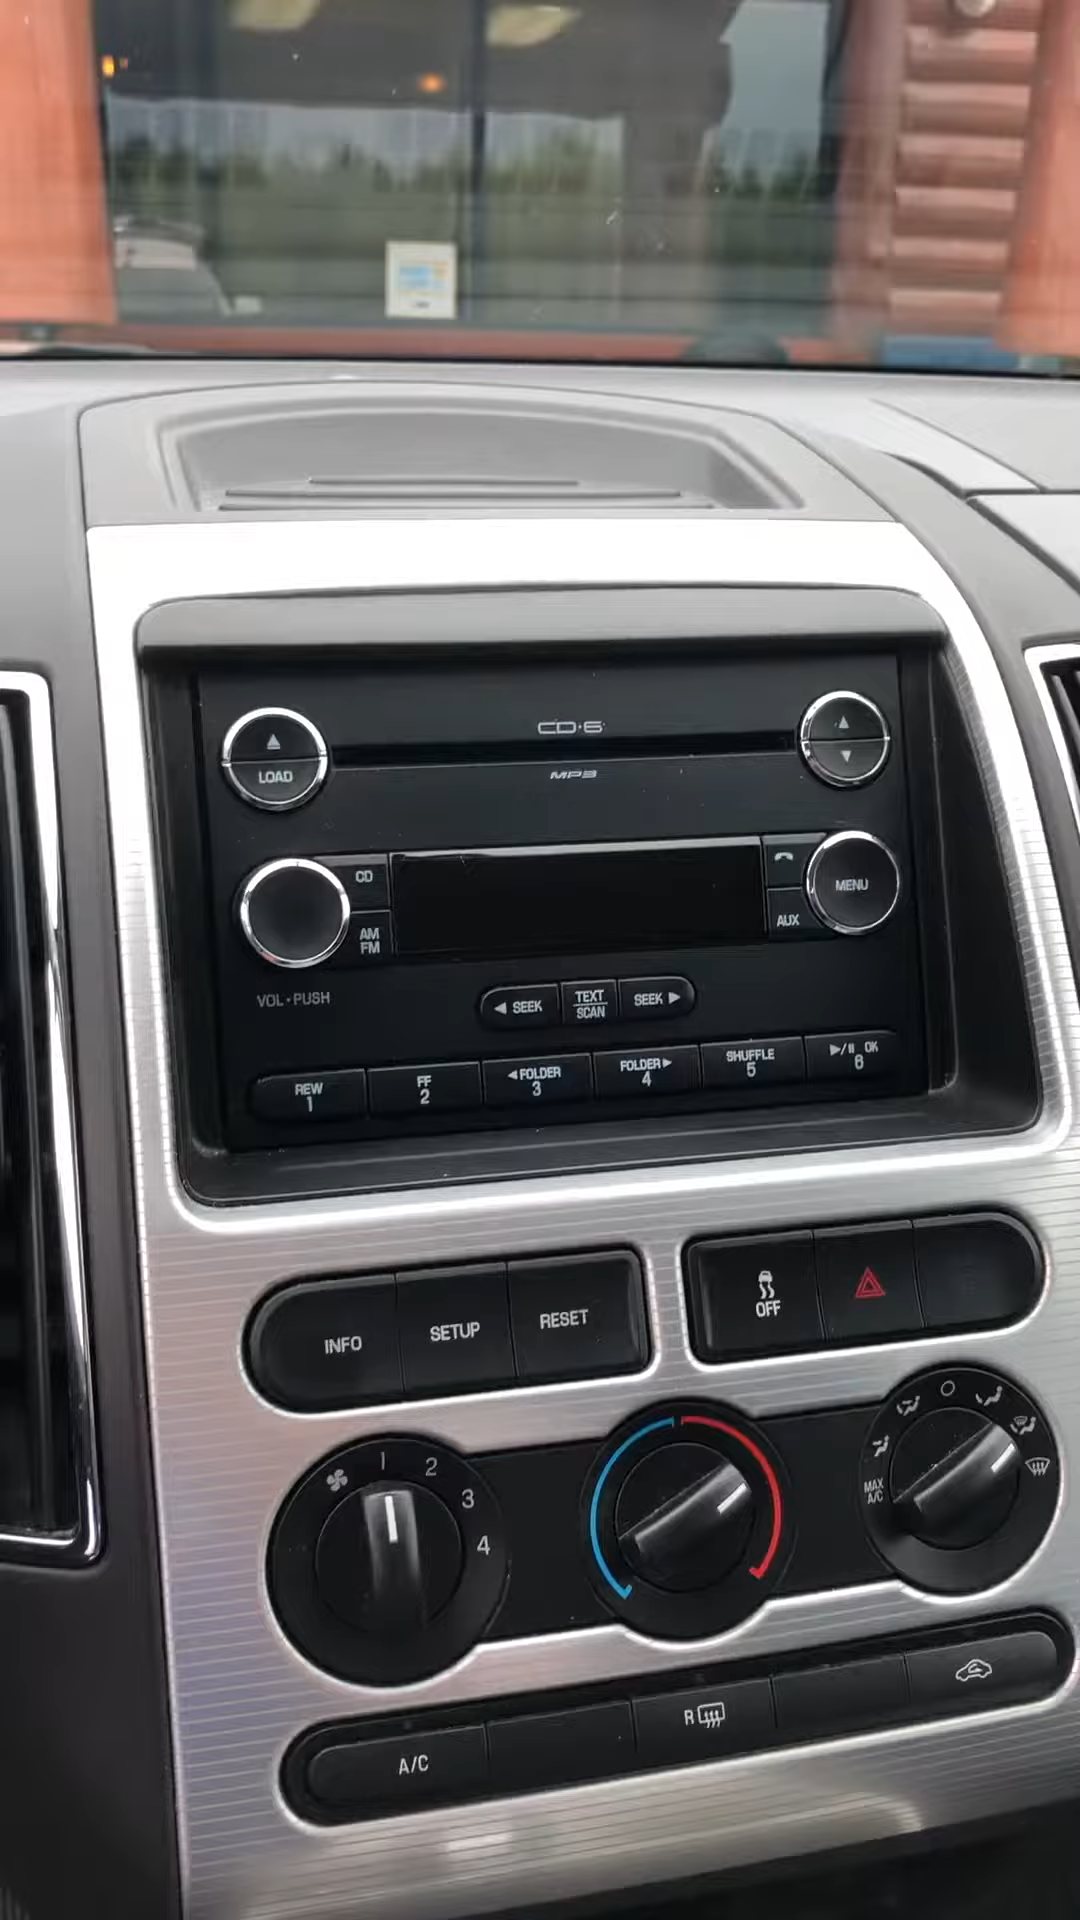 CD·6
LOAD
MP3
CD
MENU
AM
FM
AUX
VOL•PUSH
◀ SEEK
TEXT
SCAN
SEEK ▶
REW
1
FF
2
◀FOLDER
3
FOLDER▶
4
SHUFFLE
5
▶/II OK
6
INFO
SETUP
RESET
OFF
1
2
3
4
MAX
A/C
A/C
R